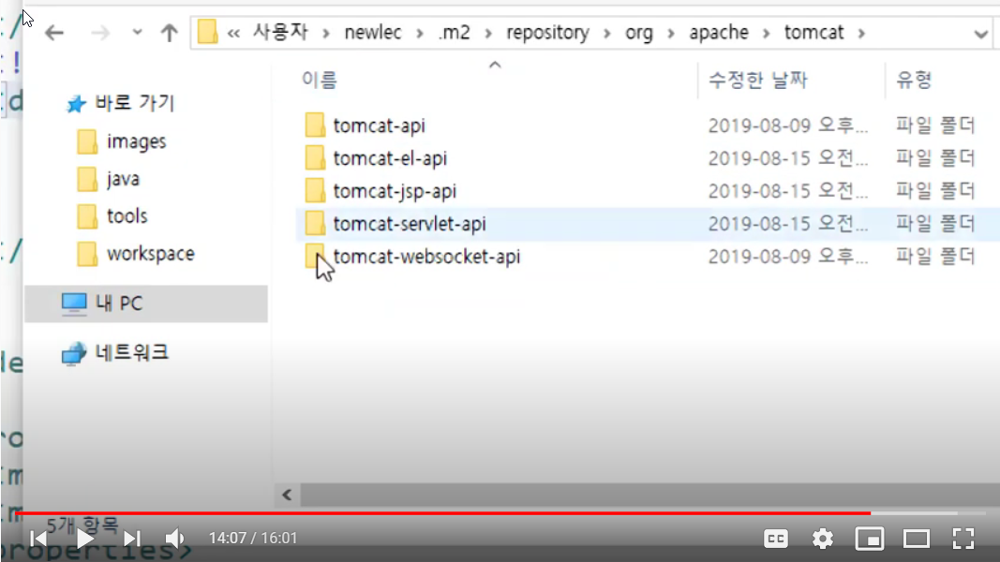 « 사용자 › newlec › .m2 › repository › org › apache › tomcat ›
이름 수정한 날짜 유형
바로 가기
images
java
tools
workspace
내 PC
네트워크
tomcat-api 2019-08-09 오후... 파일 폴더
tomcat-el-api 2019-08-15 오전... 파일 폴더
tomcat-jsp-api 2019-08-15 오전... 파일 폴더
tomcat-servlet-api 2019-08-15 오전... 파일 폴더
tomcat-websocket-api 2019-08-09 오후... 파일 폴더
5개 항목
properties>
14:07 / 16:01
CC